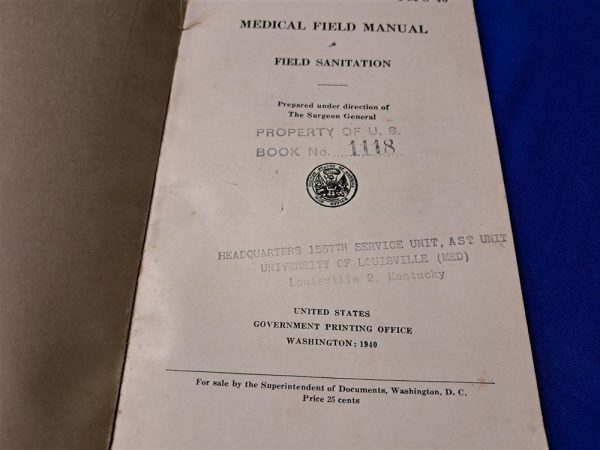 MEDICAL FIELD MANUAL
FIELD SANITATION
Prepared under direction of
The Surgeon General
PROPERTY OF U. S.
BOOK No. 1118
HEADQUARTERS 1557TH SERVICE UNIT, AST UNIT
UNIVERSITY OF LOUISVILLE (MED)
Louisville 2, Kentucky
UNITED STATES
GOVERNMENT PRINTING OFFICE
WASHINGTON : 1940
For sale by the Superintendent of Documents, Washington, D. C.
Price 25 cents